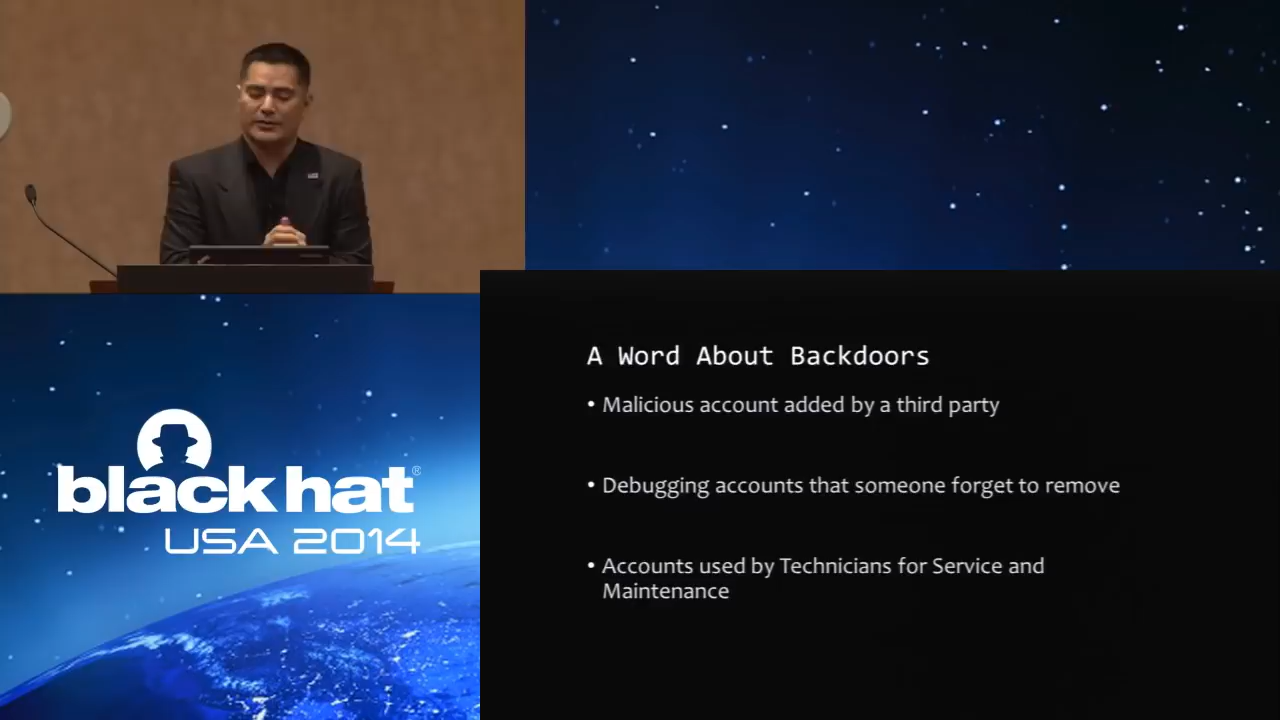 A Word About Backdoors
• Malicious account added by a third party
• Debugging accounts that someone forget to remove
• Accounts used by Technicians for Service and
Maintenance
black hat®
USA 2014